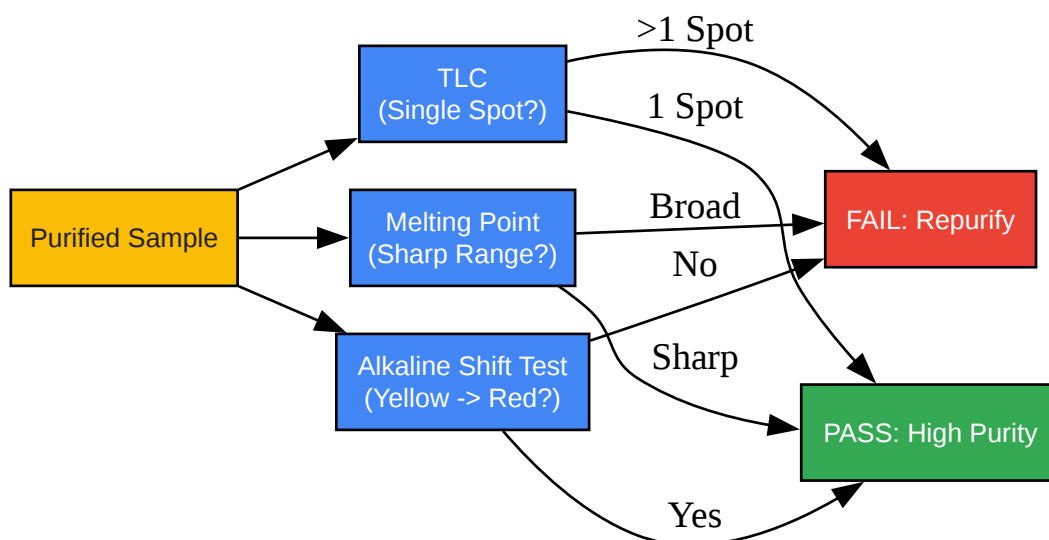 >1 Spot
TLC
(Single Spot?)
1 Spot
Purified Sample
Melting Point
(Sharp Range?)
Broad
FAIL: Repurify
No
Alkaline Shift Test
(Yellow -> Red?)
Sharp
PASS: High Purity
Yes